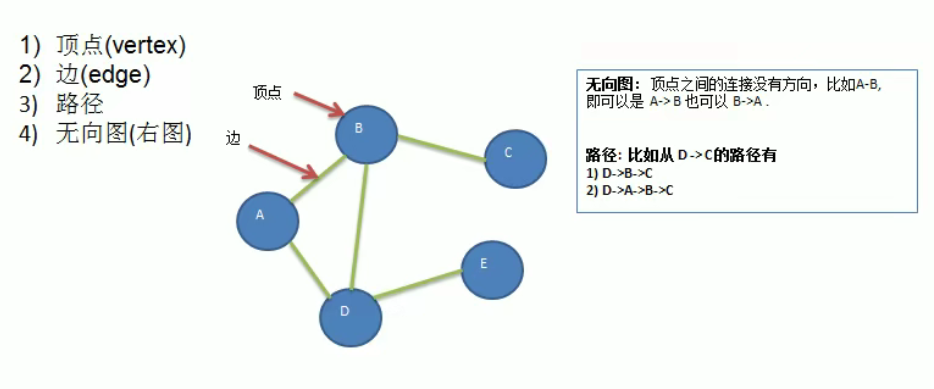 1) 顶点(vertex)
2) 边(edge)
3) 路径
4) 无向图(右图)
顶点
边
B
C
A
E
D
无向图：顶点之间的连接没有方向，比如A-B,
即可以是 A-> B 也可以 B->A .
路径: 比如从 D ->C的路径有
1) D->B->C
2) D->A->B->C